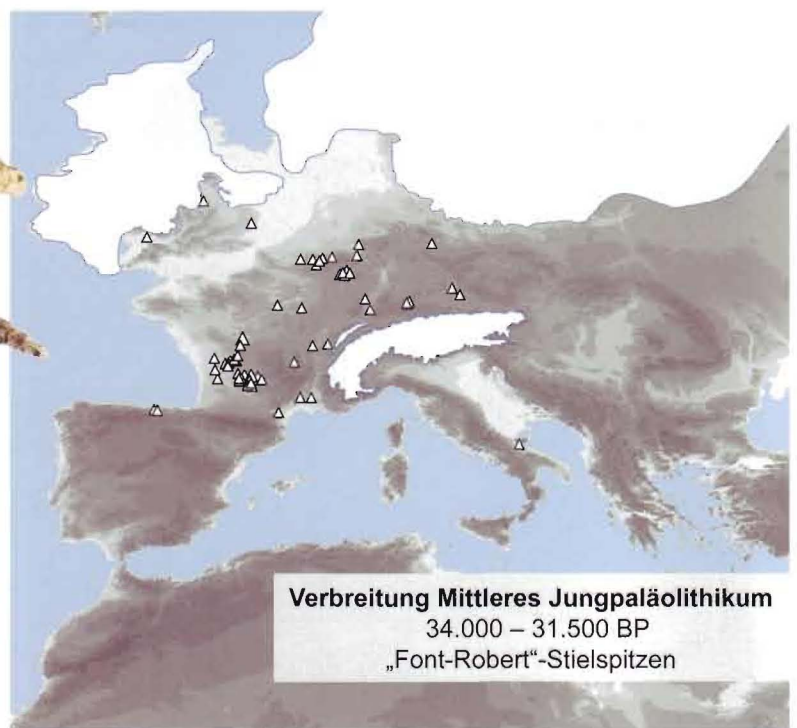 Verbreitung Mittleres Jungpaläolithikum
34.000 – 31.500 BP
„Font-Robert“-Stielspitzen